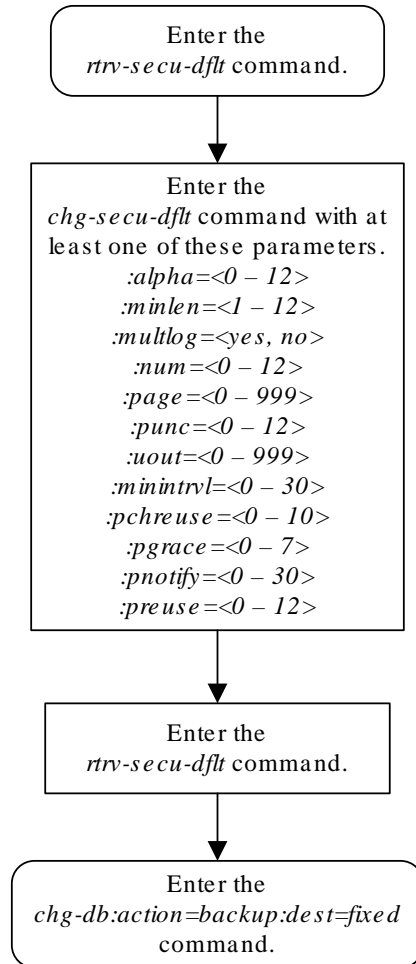 Enter the
rtrv-secu-dflt command.
Enter the
chg-secu-dflt command with at
least one of these parameters.
:alpha=<0 – 12>
:minlen=<1 – 12>
:multlog=<yes, no>
:num=<0 – 12>
:page=<0 – 999>
:punc=<0 – 12>
:uout=<0 – 999>
:minintrvl=<0 – 30>
:pchreuse=<0 – 10>
:pgrace=<0 – 7>
:pnotify=<0 – 30>
:preuse=<0 – 12>
Enter the
rtrv-secu-dflt command.
Enter the
chg-db:action=backup:dest=fixed
command.